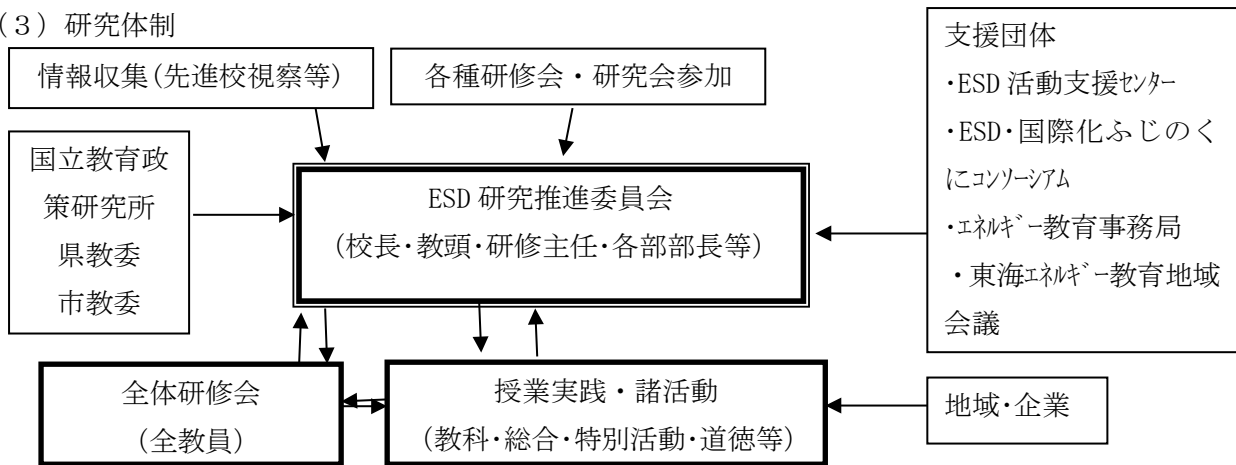 （3）研究体制
情報収集(先進校視察等)
各種研修会・研究会参加
支援団体
・ESD 活動支援ｾﾝﾀｰ
・ESD・国際化ふじのく
にｺﾝｿｰｼｱﾑ
・ｴﾈﾙｷﾞｰ教育事務局
・東海ｴﾈﾙｷﾞｰ教育地域
会議
国立教育政
策研究所
県教委
市教委
ESD 研究推進委員会
(校長・教頭・研修主任・各部部長等)
全体研修会
(全教員)
授業実践・諸活動
(教科・総合・特別活動・道徳等)
地域・企業